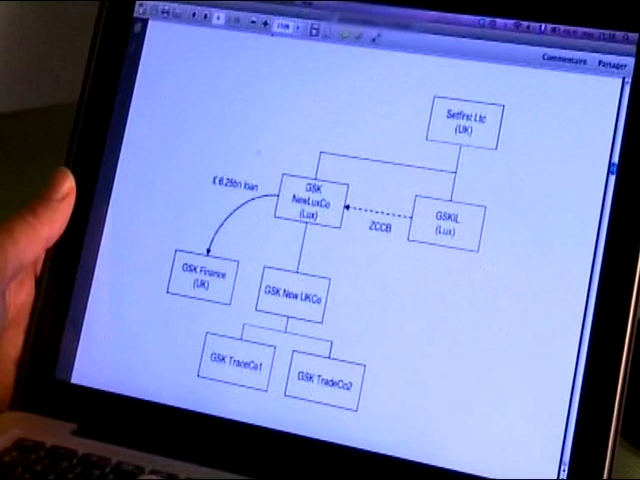 Commentaire Partager
Setfirst Ltd
(UK)
£ 6.25bn loan
GSK
NewLuxCo
(Lux)
ZCCB
GSKIL
(Lux)
GSK Finance
(UK)
GSK New UKCo
GSK TradeCo1
GSK TradeCo2